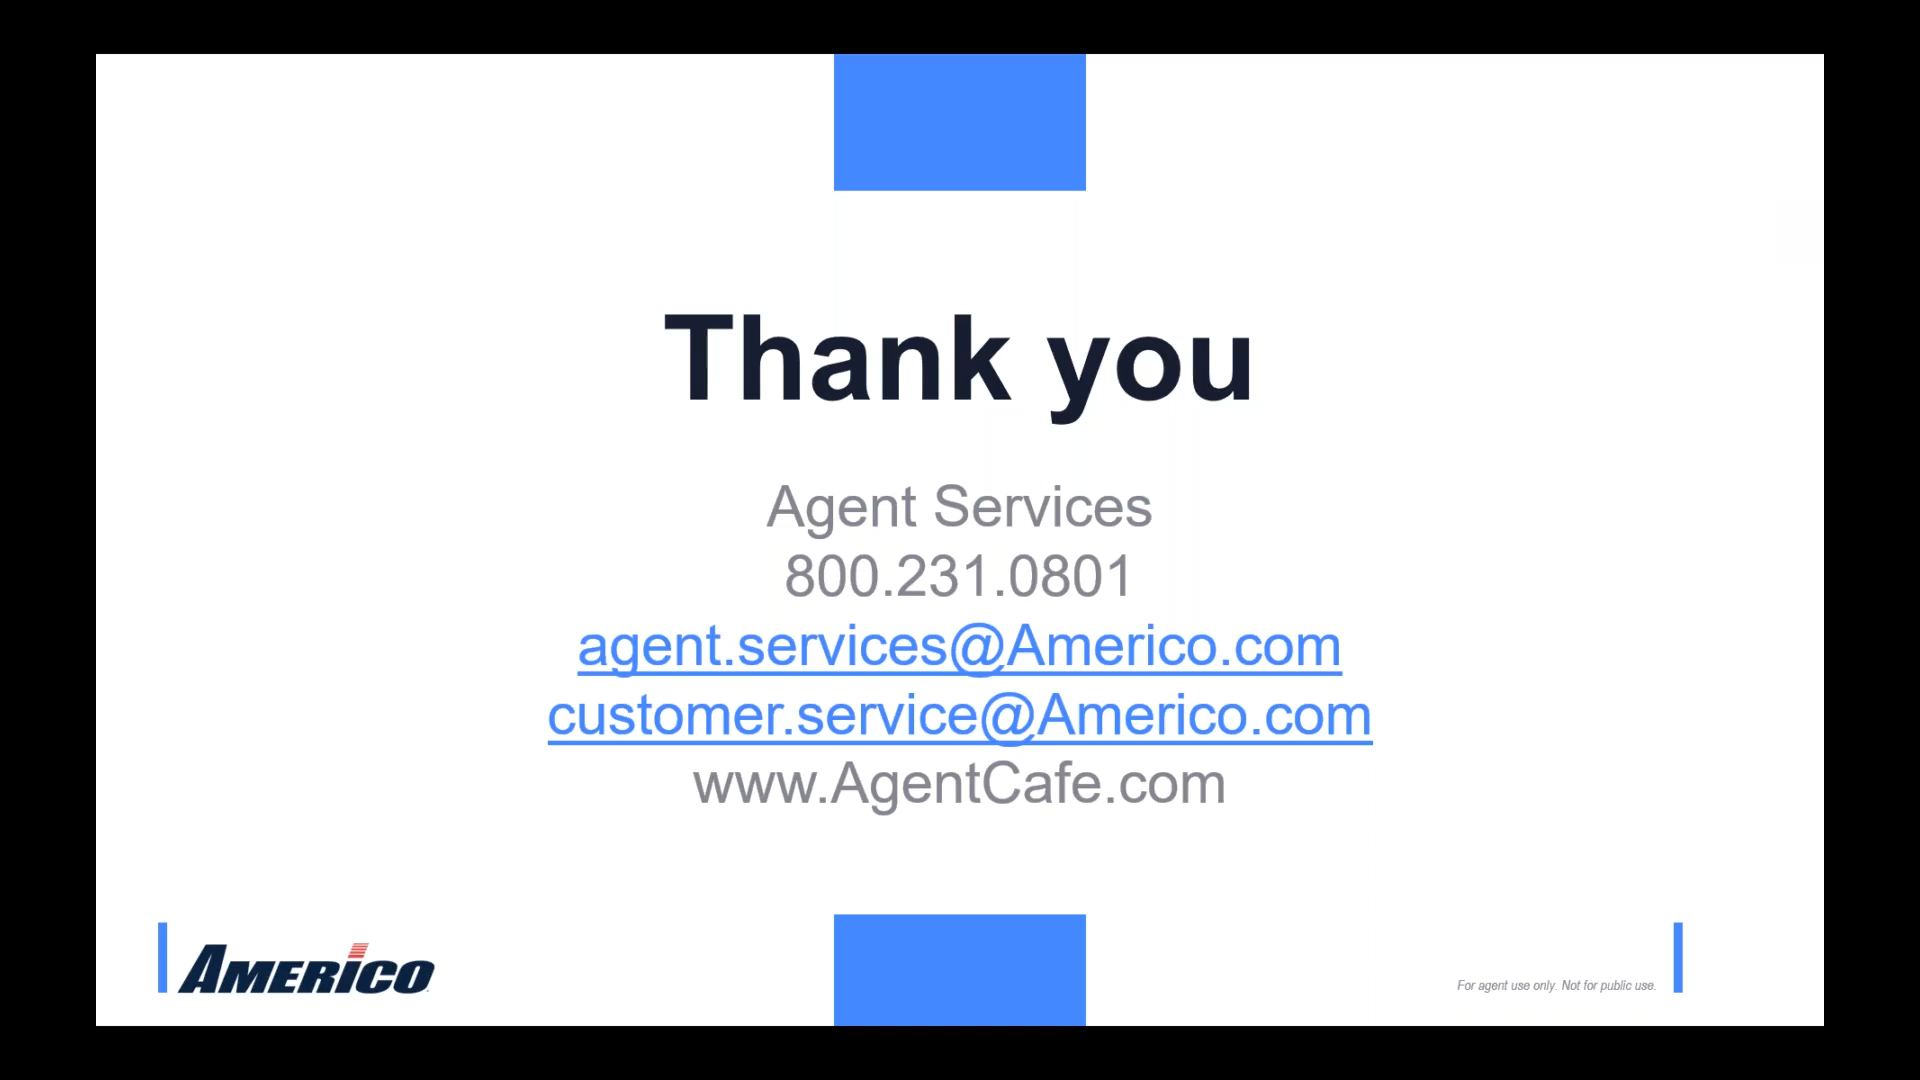 Thank you
Agent Services
800.231.0801
agent.services@Americo.com
customer.service@Americo.com
www.AgentCafe.com
AMERICO
For agent use only. Not for public use.